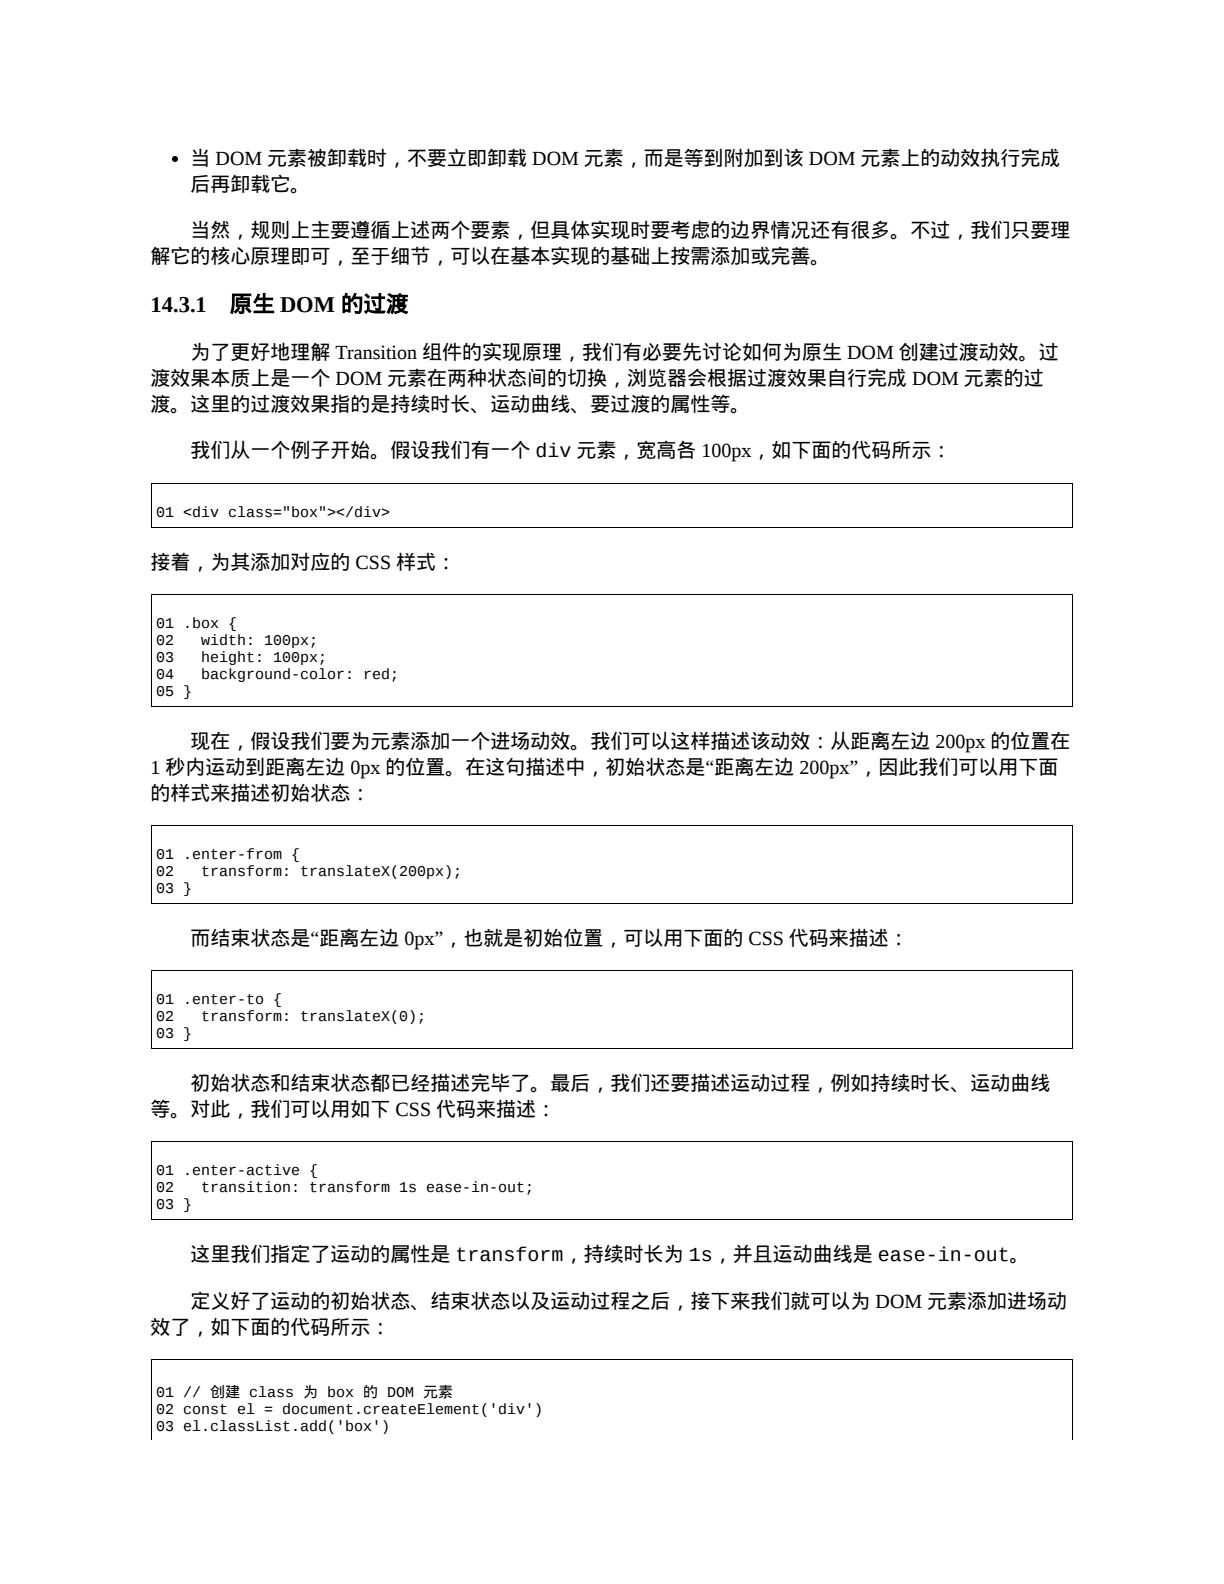 • 当 DOM 元素被卸载时，不要立即卸载 DOM 元素，而是等到附加到该 DOM 元素上的动效执行完成
后再卸载它。
当然，规则上主要遵循上述两个要素，但具体实现时要考虑的边界情况还有很多。不过，我们只要理
解它的核心原理即可，至于细节，可以在基本实现的基础上按需添加或完善。
14.3.1　原生 DOM 的过渡
为了更好地理解 Transition 组件的实现原理，我们有必要先讨论如何为原生 DOM 创建过渡动效。过
渡效果本质上是一个 DOM 元素在两种状态间的切换，浏览器会根据过渡效果自行完成 DOM 元素的过
渡。这里的过渡效果指的是持续时长、运动曲线、要过渡的属性等。
我们从一个例子开始。假设我们有一个 div 元素，宽高各 100px，如下面的代码所示：
01 <div class="box"></div>
接着，为其添加对应的 CSS 样式：
01 .box {
02   width: 100px;
03   height: 100px;
04   background-color: red;
05 }
现在，假设我们要为元素添加一个进场动效。我们可以这样描述该动效：从距离左边 200px 的位置在
1 秒内运动到距离左边 0px 的位置。在这句描述中，初始状态是“距离左边 200px”，因此我们可以用下面
的样式来描述初始状态：
01 .enter-from {
02   transform: translateX(200px);
03 }
而结束状态是“距离左边 0px”，也就是初始位置，可以用下面的 CSS 代码来描述：
01 .enter-to {
02   transform: translateX(0);
03 }
初始状态和结束状态都已经描述完毕了。最后，我们还要描述运动过程，例如持续时长、运动曲线
等。对此，我们可以用如下 CSS 代码来描述：
01 .enter-active {
02   transition: transform 1s ease-in-out;
03 }
这里我们指定了运动的属性是 transform，持续时长为 1s，并且运动曲线是 ease-in-out。
定义好了运动的初始状态、结束状态以及运动过程之后，接下来我们就可以为 DOM 元素添加进场动
效了，如下面的代码所示：
01 // 创建 class 为 box 的 DOM 元素
02 const el = document.createElement('div')
03 el.classList.add('box')